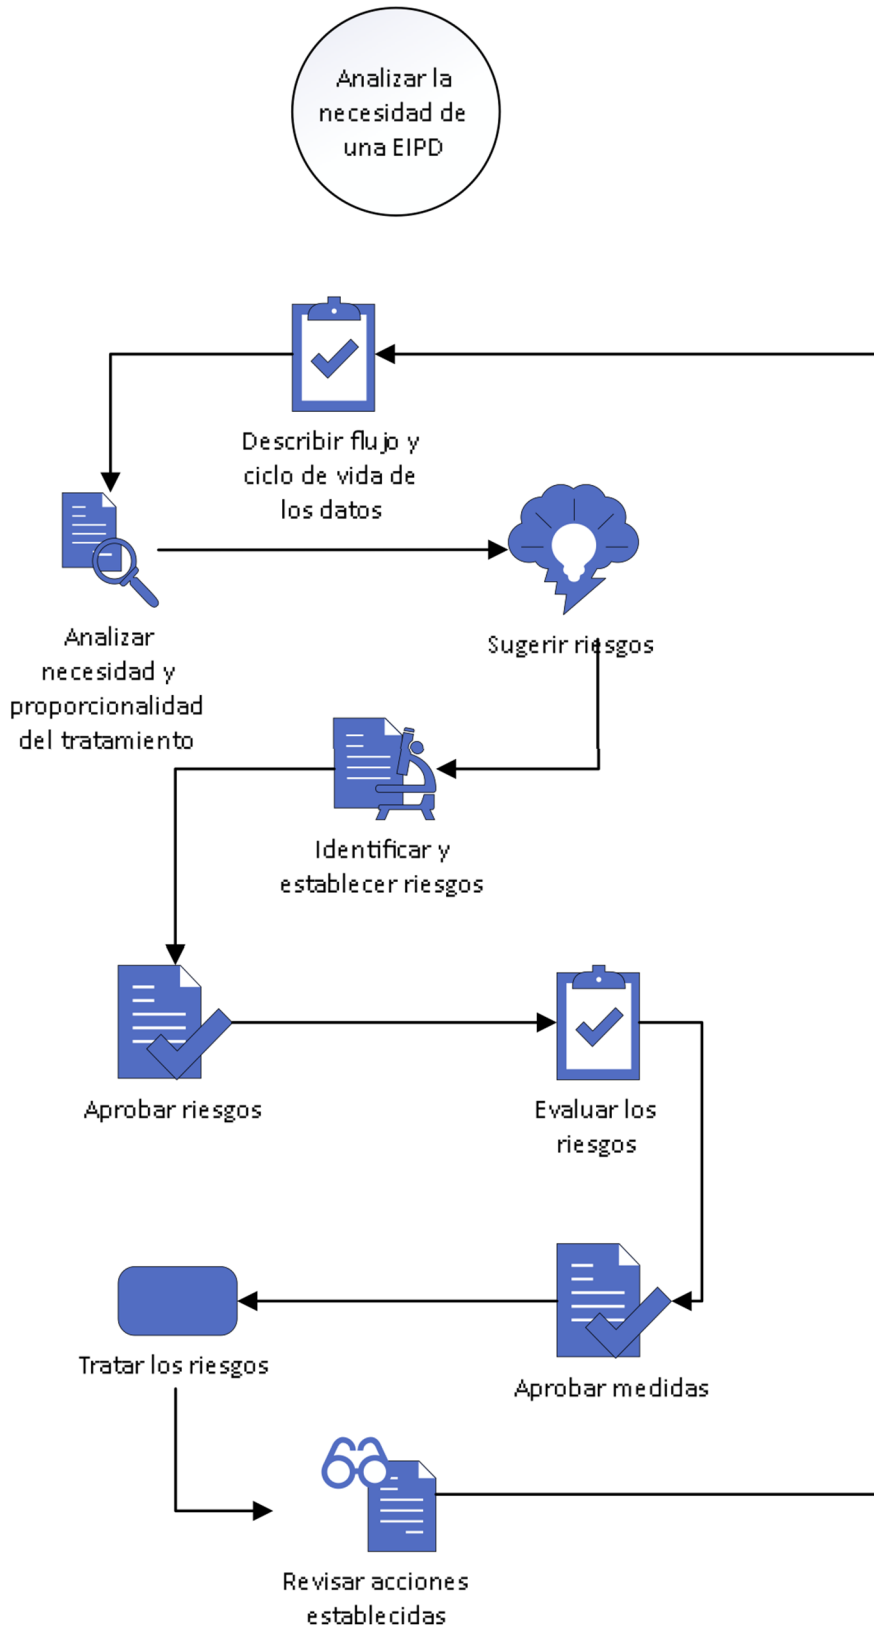 Analizar la
necesidad de
una EIPD
Describir flujo y
ciclo de vida de
los datos
Analizar
necesidad y
proporcionalidad
del tratamiento
Sugerir riesgos
Identificar y
establecer riesgos
Aprobar riesgos
Evaluar los
riesgos
Tratar los riesgos
Aprobar medidas
Revisar acciones
establecidas